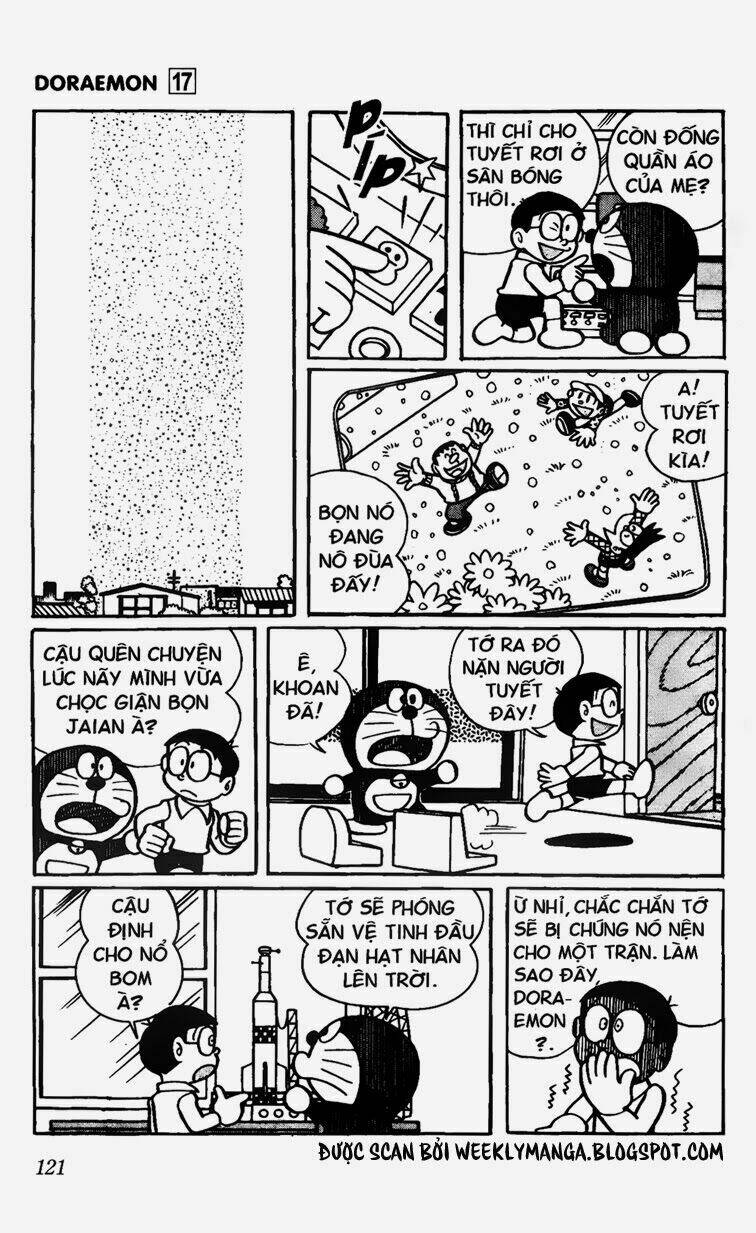 DORAEMON 17
CÒN ĐỐNG
QUẦN ÁO
CỦA MẸ?
THÌ CHỈ CHO
TUYẾT RƠI Ở
SÂN BÓNG
THÔI.
PÍP
A!
TUYẾT
RƠI
KÌA!
BỌN NÓ
ĐANG
NÔ ĐÙA
ĐẤY!
TỚ RA ĐÓ
NẶN NGƯỜI
TUYẾT
ĐÂY!
Ê,
KHOAN
ĐÃ!
CẬU QUÊN CHUYỆN
LÚC NÃY MÌNH VỪA
CHỌC GIẬN BỌN
JAIAN À?
Ừ NHỈ, CHẮC CHẮN TỚ
SẼ BỊ CHÚNG NÓ NỆN
CHO MỘT TRẬN. LÀM
SAO ĐÂY,
DORA-
EMON
?.
TỚ SẼ PHÓNG
SẴN VỆ TINH ĐẦU
ĐẠN HẠT NHÂN
LÊN TRỜI.
CẬU
ĐỊNH
CHO NỔ
BOM
À?
ĐƯỢC SCAN BỞI WEEKLYMANGA.BLOGSPOT.COM
121